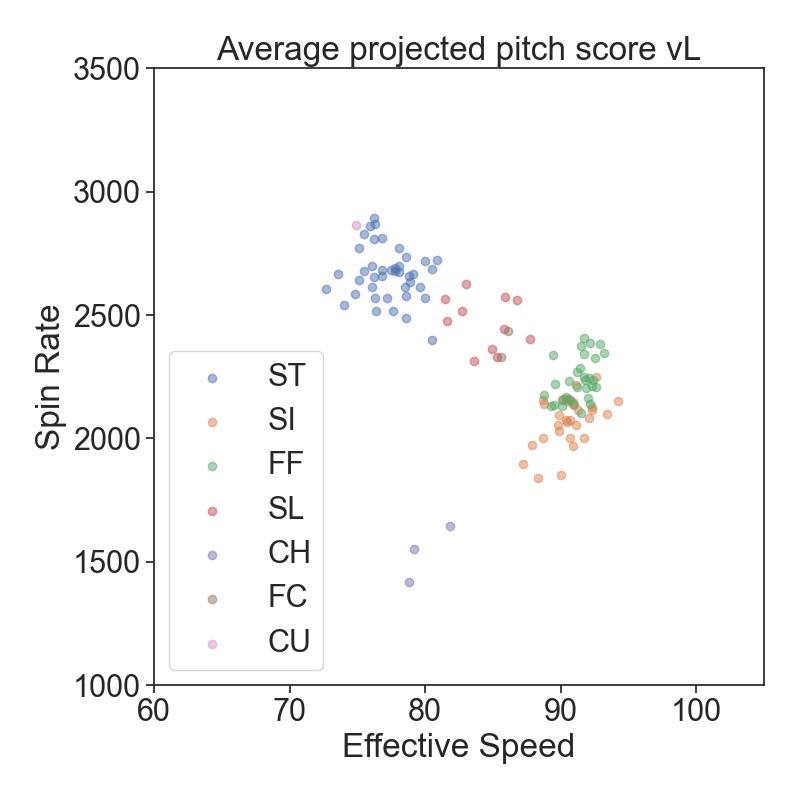 Average projected pitch score vL
3500
3000
2500
2000
1500
1000
Spin Rate
ST
SI
FF
SL
CH
FC
CU
60 70 80 90 100
Effective Speed